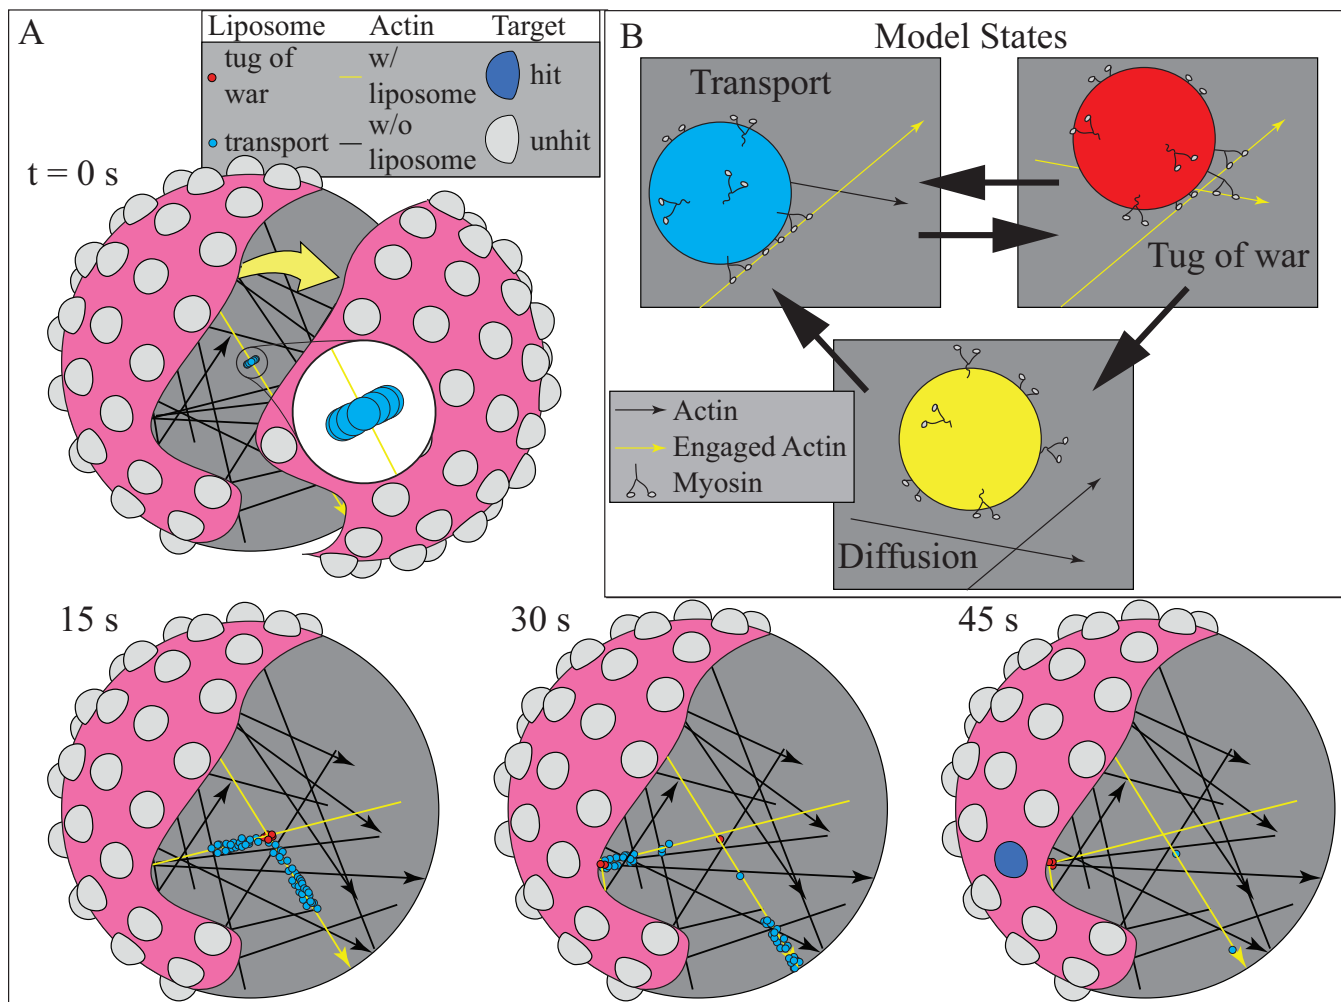 A
Liposome Actin Target
tug of war
w/ liposome
hit
transport
w/o liposome
unhit
t = 0 s
B
Model States
Transport
Tug of war
Diffusion
Actin
Engaged Actin
Myosin
15 s
30 s
45 s